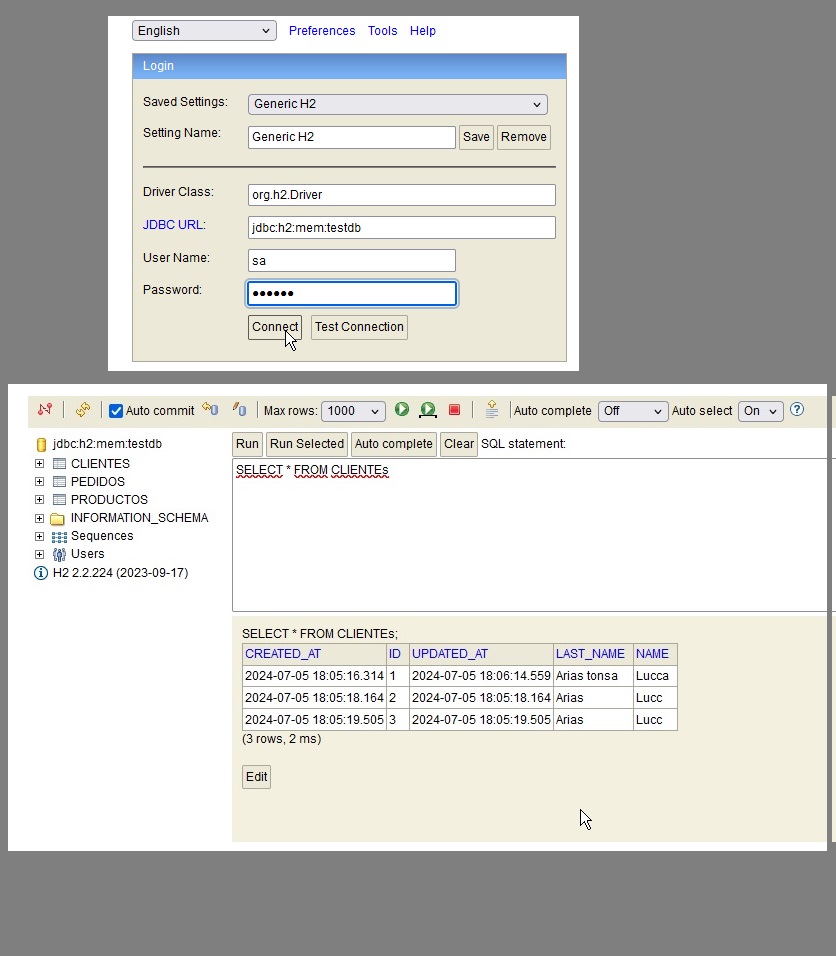 English Preferences Tools Help
Login
Saved Settings: Generic H2
Setting Name: Generic H2 Save Remove
Driver Class: org.h2.Driver
JDBC URL: jdbc:h2:mem:testdb
User Name: sa
Password: ••••••
Connect Test Connection
Auto commit Max rows: 1000 Auto complete Off Auto select On ?
jdbc:h2:mem:testdb
CLIENTES
PEDIDOS
PRODUCTOS
INFORMATION_SCHEMA
Sequences
Users
H2 2.2.224 (2023-09-17)
Run Run Selected Auto complete Clear SQL statement:
SELECT * FROM CLIENTEs
SELECT * FROM CLIENTEs;
CREATED_AT ID UPDATED_AT LAST_NAME NAME
2024-07-05 18:05:16.314 1 2024-07-05 18:06:14.559 Arias tonsa Lucca
2024-07-05 18:05:18.164 2 2024-07-05 18:05:18.164 Arias Lucc
2024-07-05 18:05:19.505 3 2024-07-05 18:05:19.505 Arias Lucc
(3 rows, 2 ms)
Edit